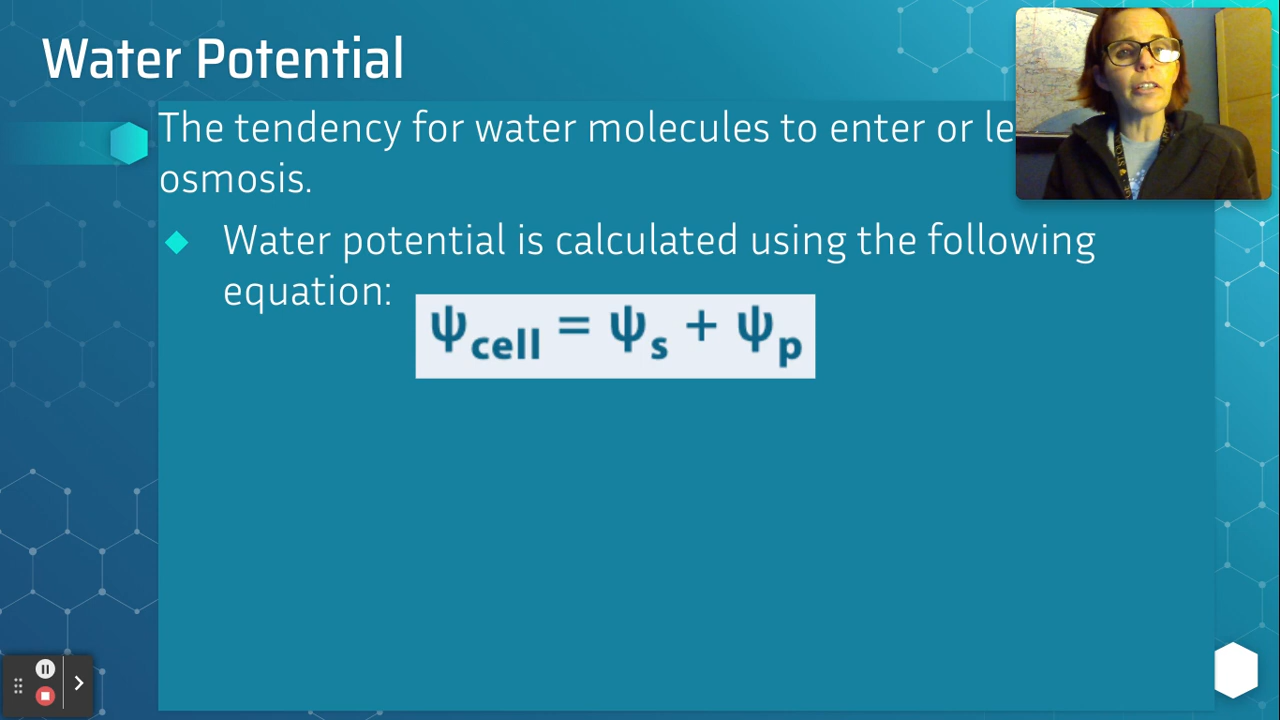 Water Potential
The tendency for water molecules to enter or
osmosis.
Water potential is calculated using the following
equation:
ψcell = ψs + ψp